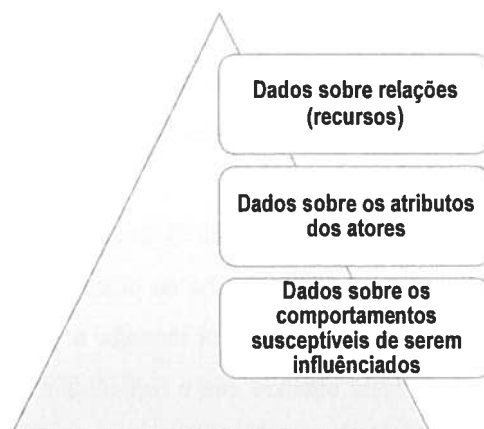 Dados sobre relações
(recursos)
Dados sobre os atributos
dos atores
Dados sobre os
comportamentos
susceptíveis de serem
influênciados